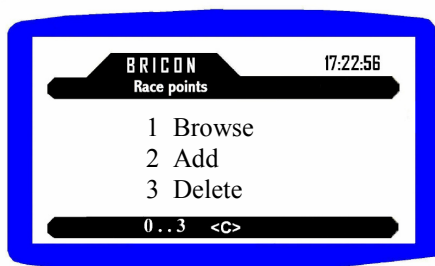 BRICON 17:22:56
Race points
1 Browse
2 Add
3 Delete
0..3 <C>